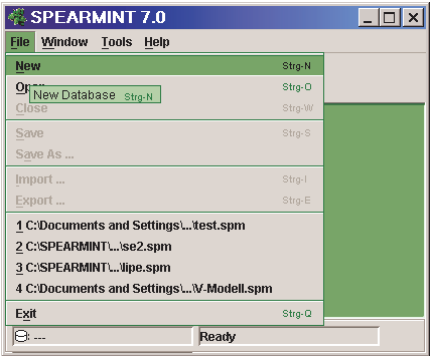 SPEARMINT 7.0
File Window Tools Help
New Strg-N
Open Strg-O
New Database Strg-N
Close Strg-W
Save Strg-S
Save As ...
Import ... Strg-I
Export ... Strg-E
1 C:\Documents and Settings\...\test.spm
2 C:\SPEARMINT\...\se2.spm
3 C:\SPEARMINT\...\lipe.spm
4 C:\Documents and Settings\...\V-Modell.spm
Exit Strg-Q
: --- Ready